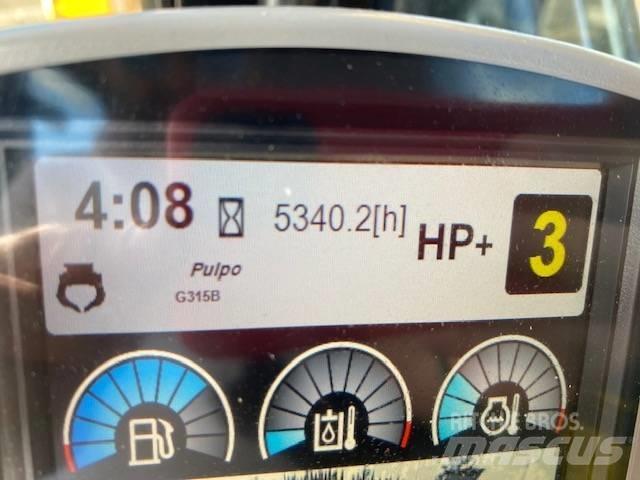 4:08 5340.2[h] HP+ 3
Pulpo
G315B
RITCHIE BROS.
MASCUS